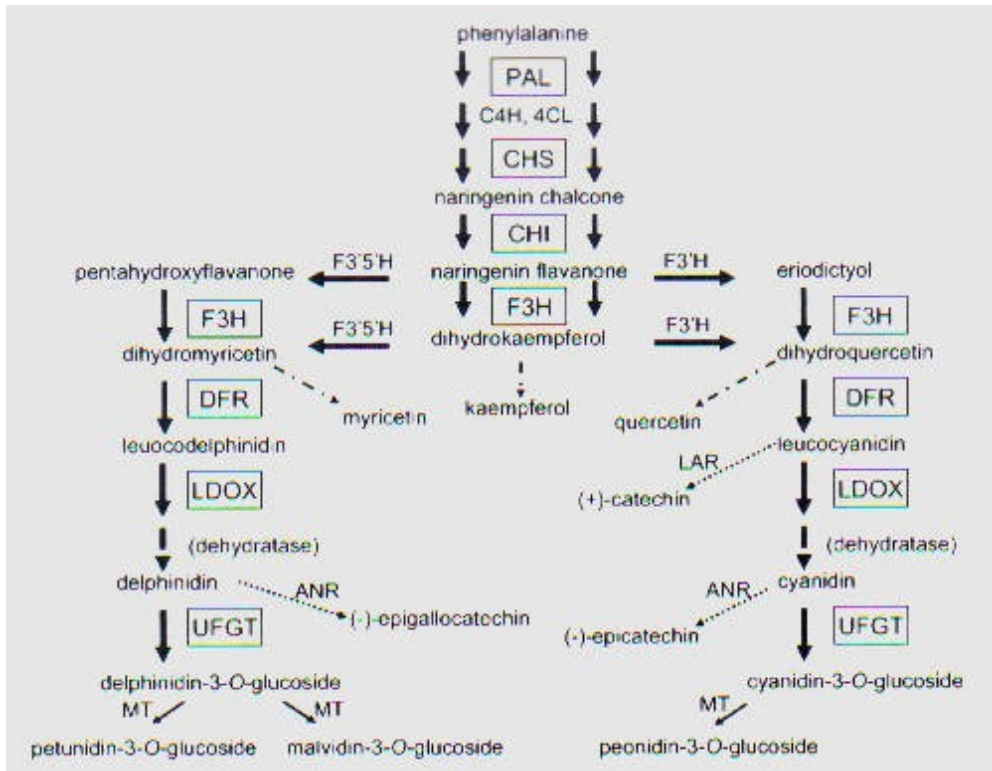 phenylalanine
PAL
C4H, 4CL
CHS
naringenin chalcone
CHI
pentahydroxyflavanone F3'5'H naringenin flavanone F3'H eriodictyol
F3H F3H F3H
dihydromyricetin F3'5'H dihydrokaempferol F3'H dihydroquercetin
DFR DFR
myricetin kaempferol quercetin
leuocodelphinidin leucocyanicin
LAR
LDOX (+)-catechin LDOX
(dehydratase) (dehydratase)
delphinidin ANR ANR cyanidin
UFGT (-)-epigallocatechin (-)-epicatechin UFGT
delphinidin-3-O-glucoside cyanidin-3-O-glucoside
MT MT MT
petunidin-3-O-glucoside malvidin-3-O-glucoside peonidin-3-O-glucoside